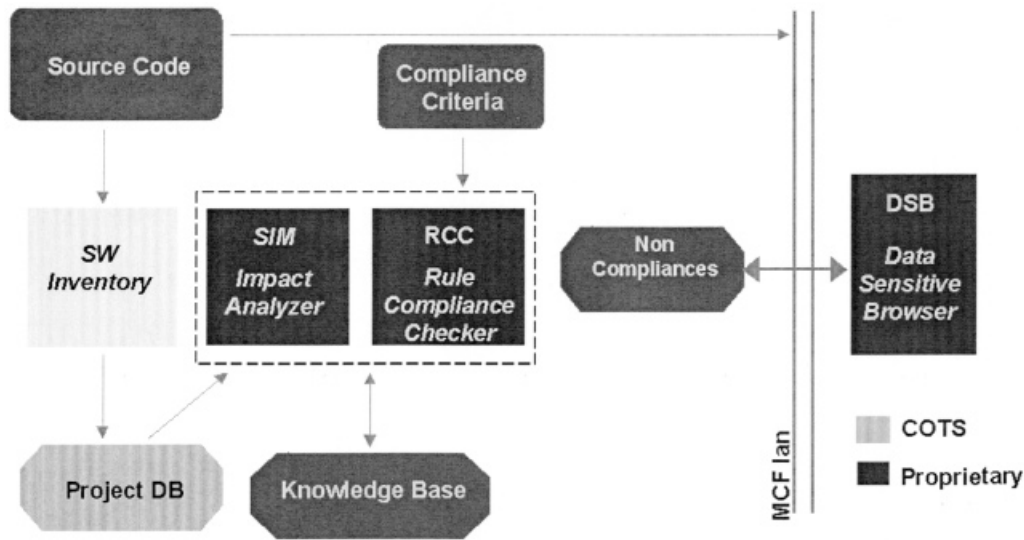 Source Code
Compliance
Criteria
SW
Inventory
SIM
Impact
Analyzer
RCC
Rule
Compliance
Checker
Non
Compliances
DSB
Data
Sensitive
Browser
Project DB
Knowledge Base
MCF lan
COTS
Proprietary